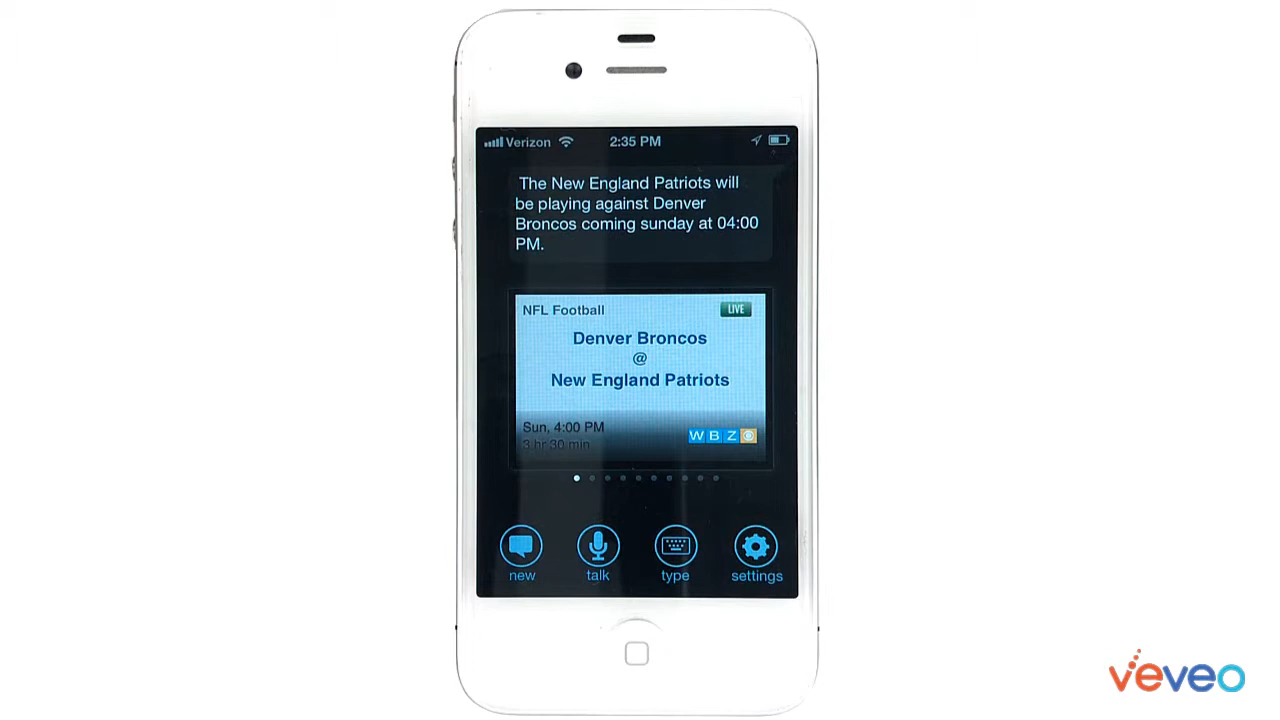 Verizon 2:35 PM
The New England Patriots will
be playing against Denver
Broncos coming sunday at 04:00
PM.
NFL Football LIVE
Denver Broncos
@
New England Patriots
Sun, 4:00 PM
3 hr 30 min WBZ
new talk type settings
veveo